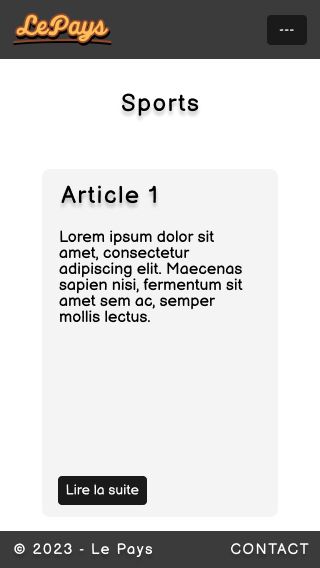 LePays
---
Sports
Article 1
Lorem ipsum dolor sit
amet, consectetur
adipiscing elit. Maecenas
sapien nisi, fermentum sit
amet sem ac, semper
mollis lectus.
Lire la suite
© 2023 - Le Pays
CONTACT